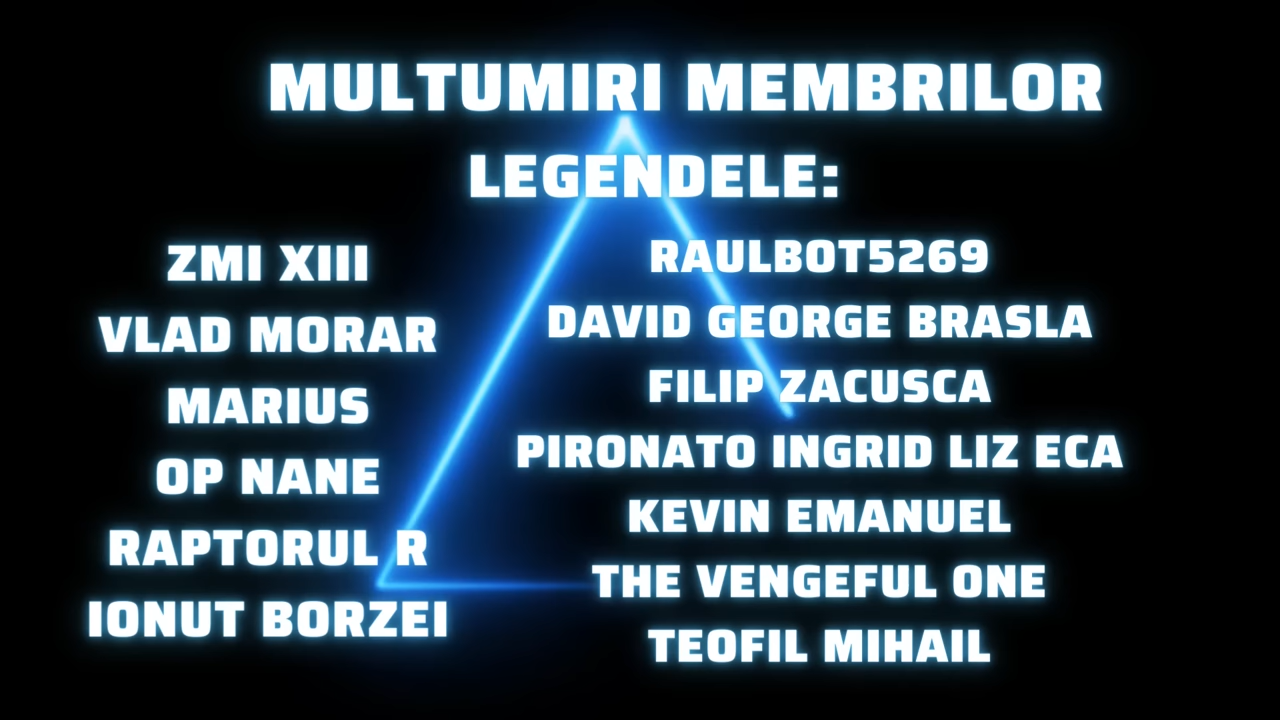 MULTUMIRI MEMBRILOR
LEGENDELE:
ZMI XIII
VLAD MORAR
MARIUS
OP NANE
RAPTORUL R
IONUT BORZEI
RAULBOT5269
DAVID GEORGE BRASLA
FILIP ZACUSCA
PIRONATO INGRID LIZ ECA
KEVIN EMANUEL
THE VENGEFUL ONE
TEOFIL MIHAIL